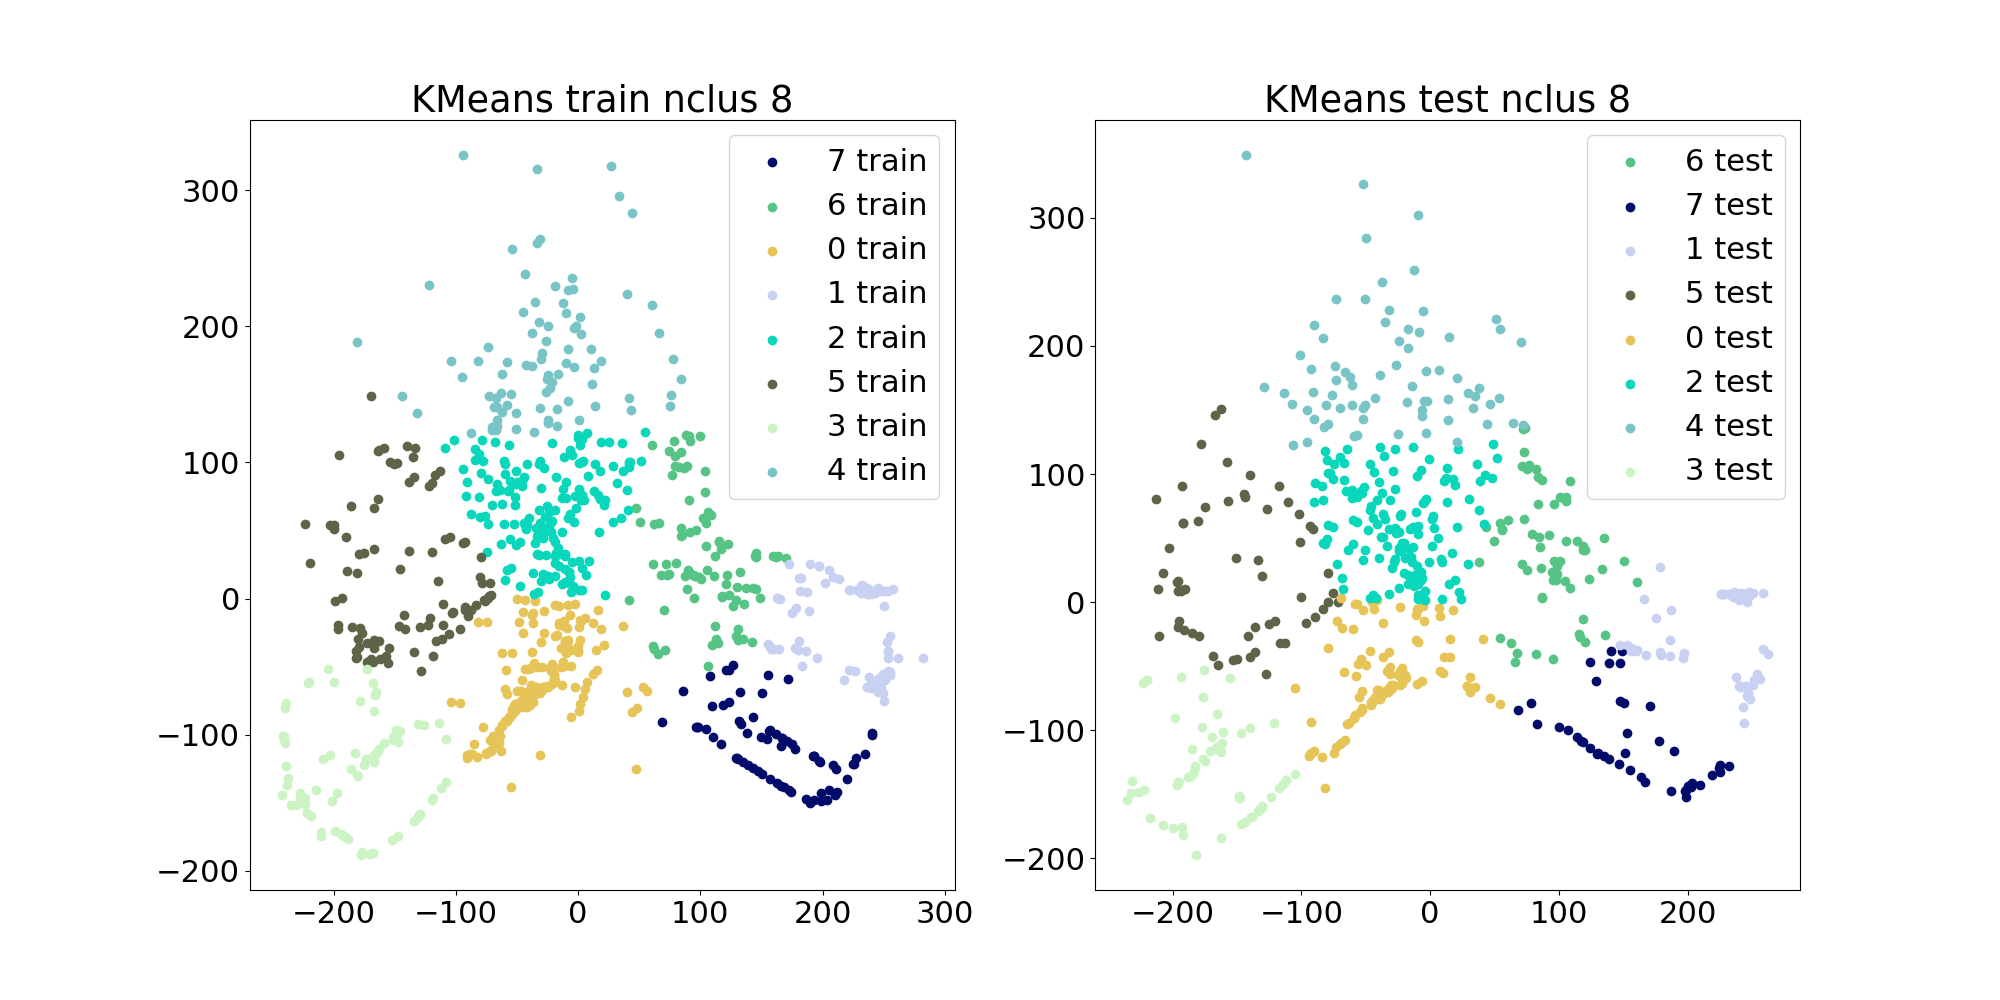 KMeans train nclus 8
300
200
100
0
−100
−200
−200
−100
0
100
200
300
7 train
6 train
0 train
1 train
2 train
5 train
3 train
4 train
KMeans test nclus 8
300
200
100
0
−100
−200
−200
−100
0
100
200
6 test
7 test
1 test
5 test
0 test
2 test
4 test
3 test